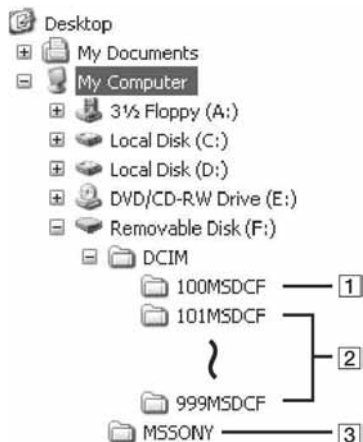 Desktop
My Documents
My Computer
3½ Floppy (A:)
Local Disk (C:)
Local Disk (D:)
DVD/CD-RW Drive (E:)
Removable Disk (F:)
DCIM
100MSDCF 1
101MSDCF
2
999MSDCF
MSSONY 3